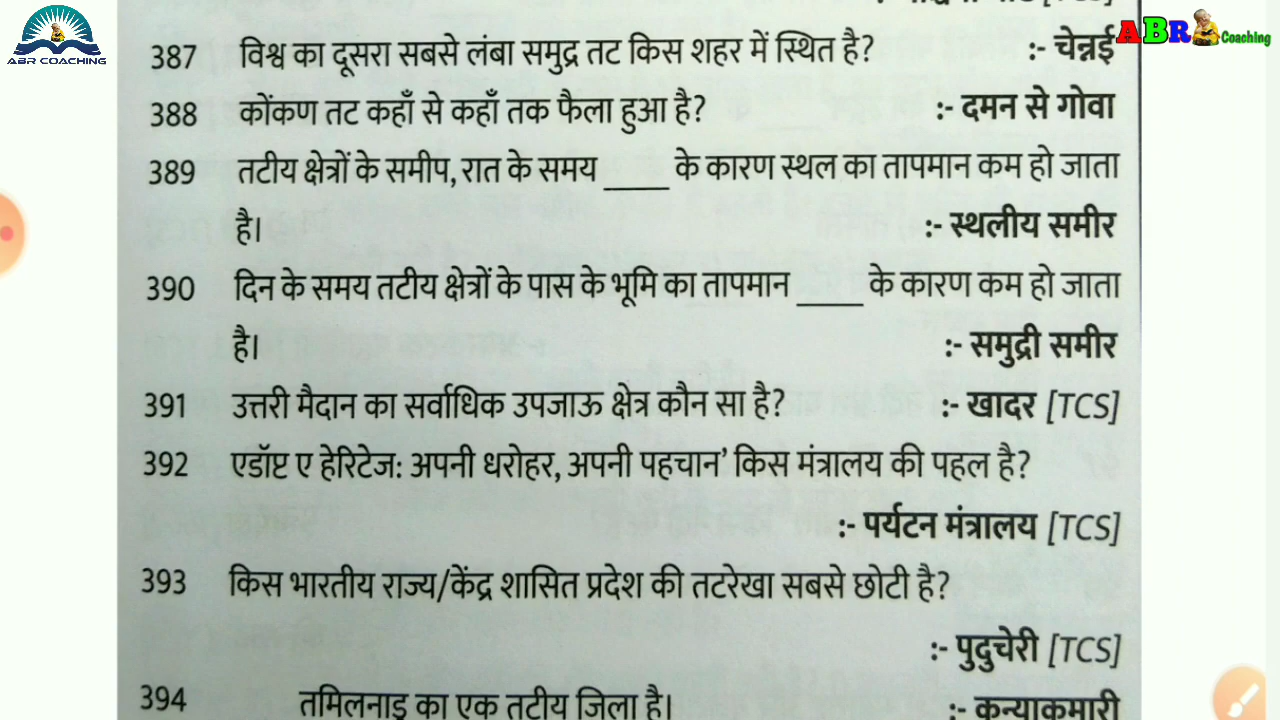 ABR COACHING
ABR Coaching
387 विश्व का दूसरा सबसे लंबा समुद्र तट किस शहर में स्थित है? :- चेन्नई
388 कोंकण तट कहाँ से कहाँ तक फैला हुआ है? :- दमन से गोवा
389 तटीय क्षेत्रों के समीप, रात के समय ____ के कारण स्थल का तापमान कम हो जाता
है। :- स्थलीय समीर
390 दिन के समय तटीय क्षेत्रों के पास के भूमि का तापमान ____ के कारण कम हो जाता
है। :- समुद्री समीर
391 उत्तरी मैदान का सर्वाधिक उपजाऊ क्षेत्र कौन सा है? :- खादर [TCS]
392 एडॉप्ट ए हेरिटेज: अपनी धरोहर, अपनी पहचान’ किस मंत्रालय की पहल है?
:- पर्यटन मंत्रालय [TCS]
393 किस भारतीय राज्य/केंद्र शासित प्रदेश की तटरेखा सबसे छोटी है?
:- पुदुचेरी [TCS]
394 तमिलनाडु का एक तटीय जिला है। :- कन्याकुमारी